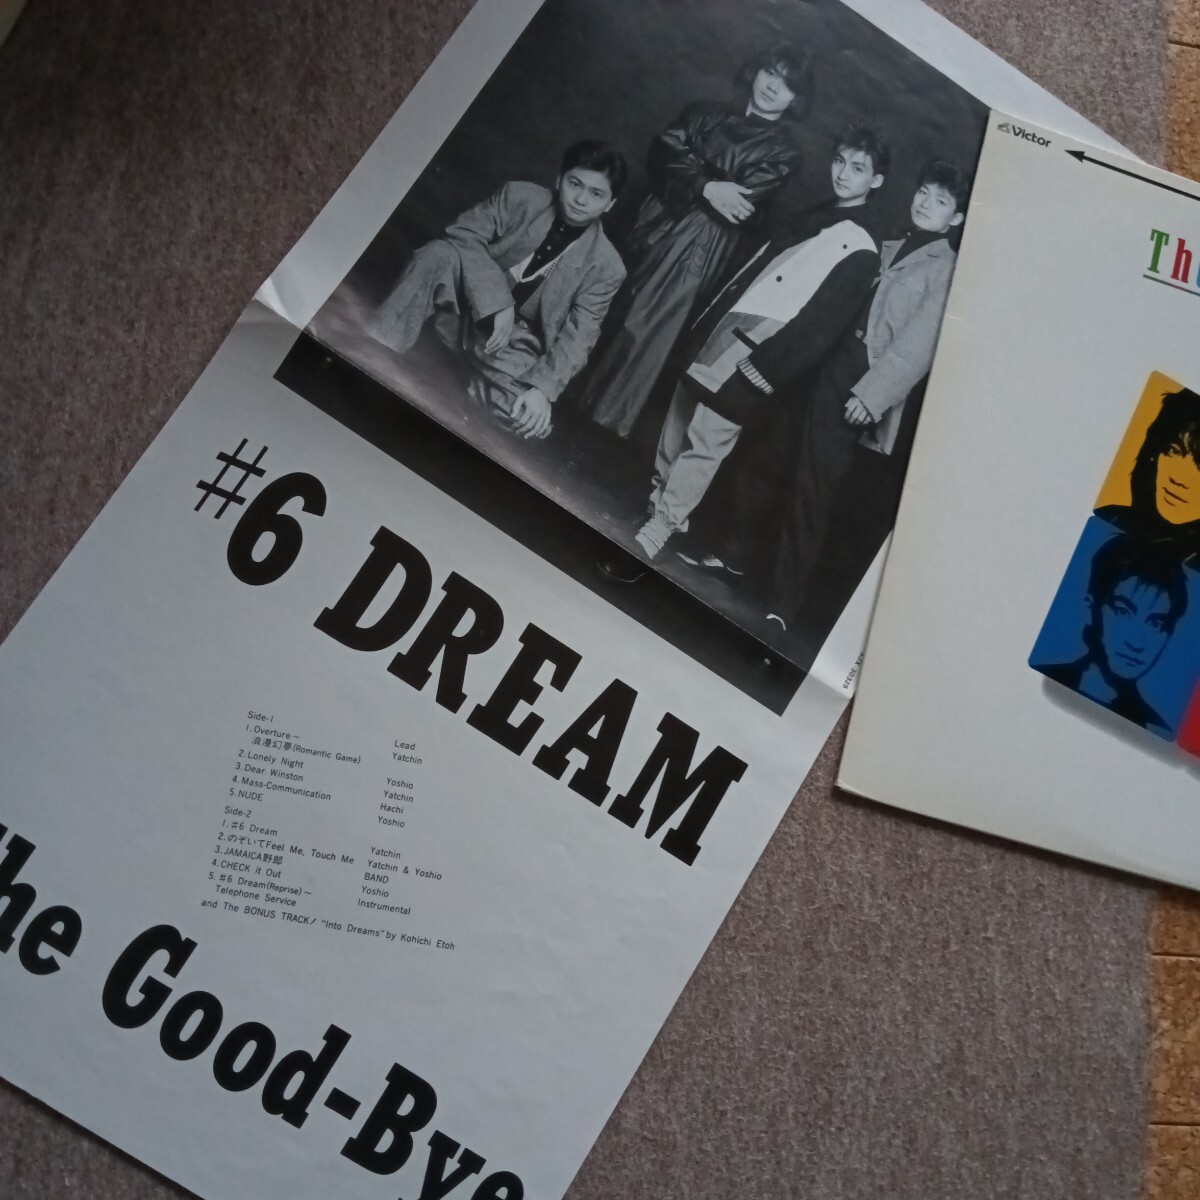 Victor
Th
#6 DREAM
Side-1
Lead
1. Overture ー
浪漫幻夢(Romantic Game)
Yatchin
2. Lonely Night
Yoshio
3. Dear Winston
Yatchin
4. Mass-Communication
Hachi
5. NUDE
Yoshio
Side-2
1. #6 Dream
Yatchin
2. のぞいてFeel Me, Touch Me
Yatchin & Yoshio
3. JAMAICA野郎
BAND
4. CHECK it Out
Yoshio
5. #6 Dream(Reprise) ー
Telephone Service
Instrumental
and The BONUS TRACK/ "Into Dreams" by Kohichi Etoh
The Good-Bye